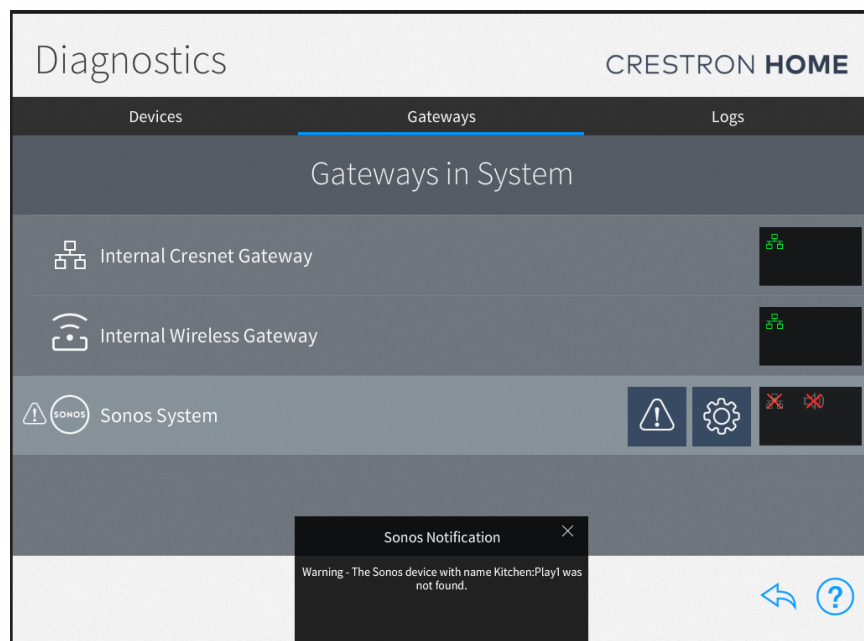 Diagnostics
CRESTRON HOME
Devices
Gateways
Logs
Gateways in System
Internal Cresnet Gateway
Internal Wireless Gateway
SONOS
Sonos System
Sonos Notification
Warning - The Sonos device with name Kitchen:Play1 was
not found.
?